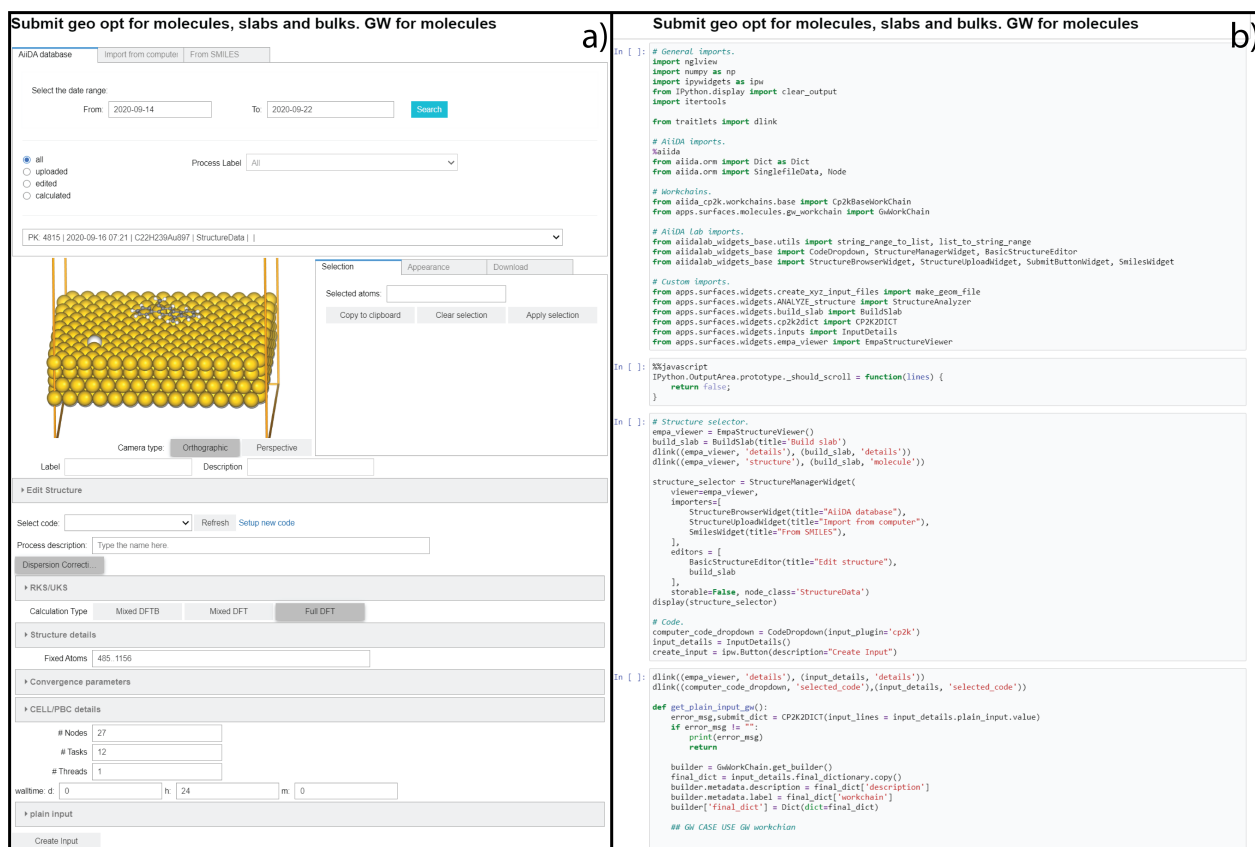 Submit geo opt for molecules, slabs and bulks. GW for molecules
a)
AiiDA database
Import from computer
From SMILES
Select the date range:
From: 2020-09-14 To: 2020-09-22 Search
all
uploaded
edited
calculated
Process Label All
PK: 4815 | 2020-09-16 07:21 | C22H239Au897 | StructureData | |
Selection Appearance Download
Selected atoms:
Copy to clipboard Clear selection Apply selection
Camera type: Orthographic Perspective
Label Description
Edit Structure
Select code: Refresh Setup new code
Process description: Type the name here.
Dispersion Correcti...
RKS/UKS
Calculation Type Mixed DFTB Mixed DFT Full DFT
Structure details
Fixed Atoms 485..1156
Convergence parameters
CELL/PBC details
# Nodes 27
# Tasks 12
# Threads 1
walltime: d: 0 h: 24 m: 0
plain input
Create Input
Submit geo opt for molecules, slabs and bulks. GW for molecules
b)
In [ ]: # General imports.
import nglview
import numpy as np
import ipywidgets as ipw
from IPython.display import clear_output
import itertools
from traitlets import dlink
# AiiDA imports.
%aiida
from aiida.orm import Dict as Dict
from aiida.orm import SinglefileData, Node
# Workchains.
from aiida_cp2k.workchains.base import Cp2kBaseWorkChain
from apps.surfaces.molecules.gw_workchain import GwWorkChain
# AiiDA lab imports.
from aiidalab_widgets_base.utils import string_range_to_list, list_to_string_range
from aiidalab_widgets_base import CodeDropdown, StructureManagerWidget, BasicStructureEditor
from aiidalab_widgets_base import StructureBrowserWidget, StructureUploadWidget, SubmitButtonWidget, SmilesWidget
# Custom imports.
from apps.surfaces.widgets.create_xyz_input_files import make_geom_file
from apps.surfaces.widgets.ANALYZE_structure import StructureAnalyzer
from apps.surfaces.widgets.build_slab import BuildSlab
from apps.surfaces.widgets.cp2k2dict import CP2K2DICT
from apps.surfaces.widgets.inputs import InputDetails
from apps.surfaces.widgets.empa_viewer import EmpaStructureViewer
In [ ]: %%javascript
IPython.OutputArea.prototype._should_scroll = function(lines) {
return false;
}
In [ ]: # Structure selector.
empa_viewer = EmpaStructureViewer()
build_slab = BuildSlab(title='Build slab')
dlink((empa_viewer, 'details'), (build_slab, 'details'))
dlink((empa_viewer, 'structure'), (build_slab, 'molecule'))
structure_selector = StructureManagerWidget(
viewer=empa_viewer,
importers=[
StructureBrowserWidget(title="AiiDA database"),
StructureUploadWidget(title="Import from computer"),
SmilesWidget(title="From SMILES"),
],
editors = [
BasicStructureEditor(title="Edit structure"),
build_slab
],
storable=False, node_class='StructureData')
display(structure_selector)
# Code.
computer_code_dropdown = CodeDropdown(input_plugin='cp2k')
input_details = InputDetails()
create_input = ipw.Button(description="Create Input")
In [ ]: dlink((empa_viewer, 'details'), (input_details, 'details'))
dlink((computer_code_dropdown, 'selected_code'),(input_details, 'selected_code'))
def get_plain_input_gw():
error_msg,submit_dict = CP2K2DICT(input_lines = input_details.plain_input.value)
if error_msg != "":
print(error_msg)
return
builder = GwWorkChain.get_builder()
final_dict = input_details.final_dictionary.copy()
builder.metadata.description = final_dict['description']
builder.metadata.label = final_dict['workchain']
builder['final_dict'] = Dict(dict=final_dict)
## GW CASE USE GW workchian